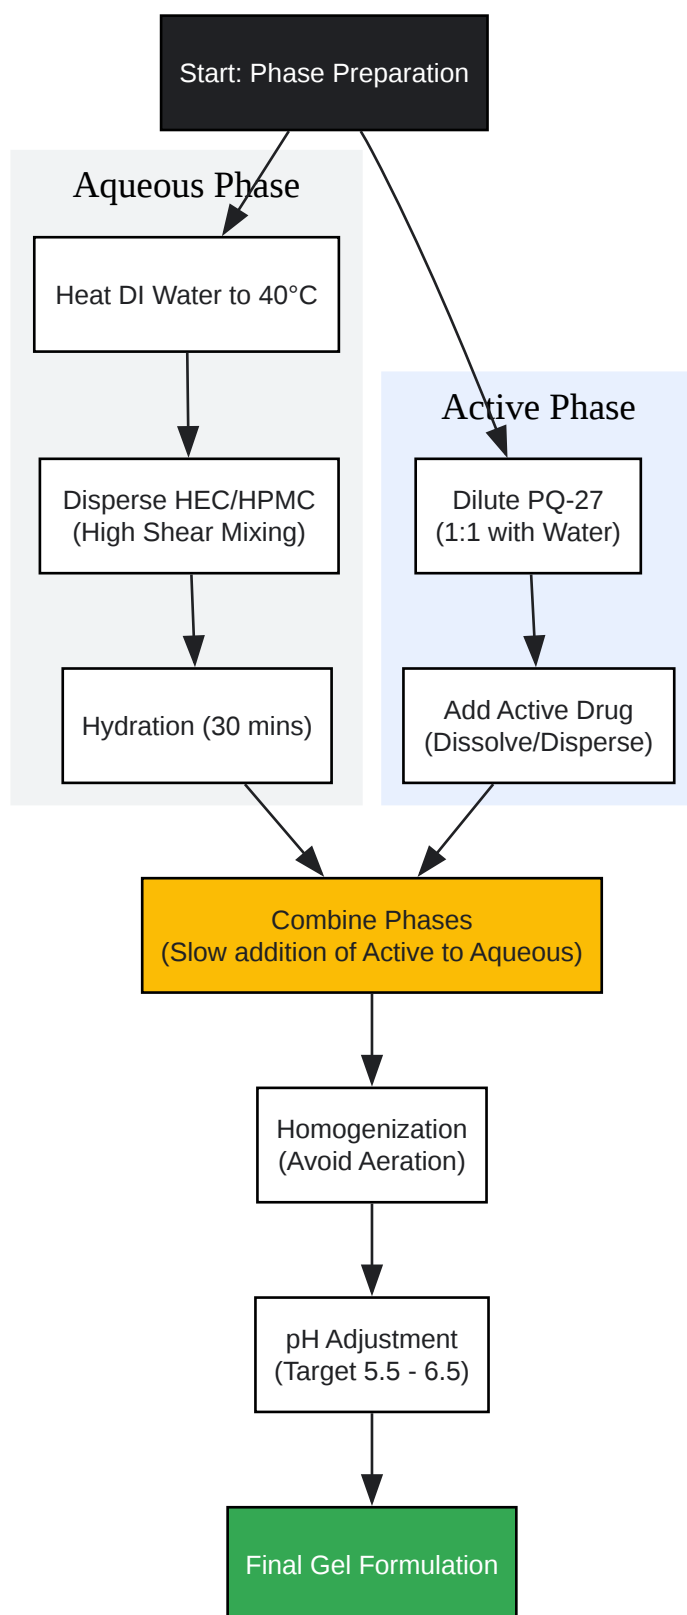 Start: Phase Preparation
Aqueous Phase
Heat DI Water to 40°C
Disperse HEC/HPMC
(High Shear Mixing)
Hydration (30 mins)
Active Phase
Dilute PQ-27
(1:1 with Water)
Add Active Drug
(Dissolve/Disperse)
Combine Phases
(Slow addition of Active to Aqueous)
Homogenization
(Avoid Aeration)
pH Adjustment
(Target 5.5 - 6.5)
Final Gel Formulation